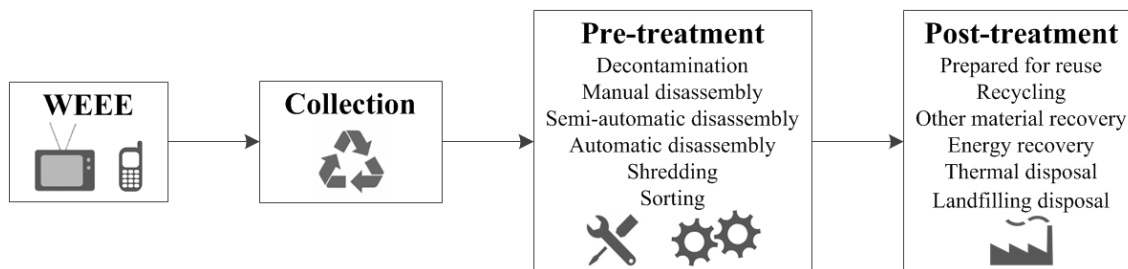 WEEE
Collection
Pre-treatment
Decontamination
Manual disassembly
Semi-automatic disassembly
Automatic disassembly
Shredding
Sorting
Post-treatment
Prepared for reuse
Recycling
Other material recovery
Energy recovery
Thermal disposal
Landfilling disposal